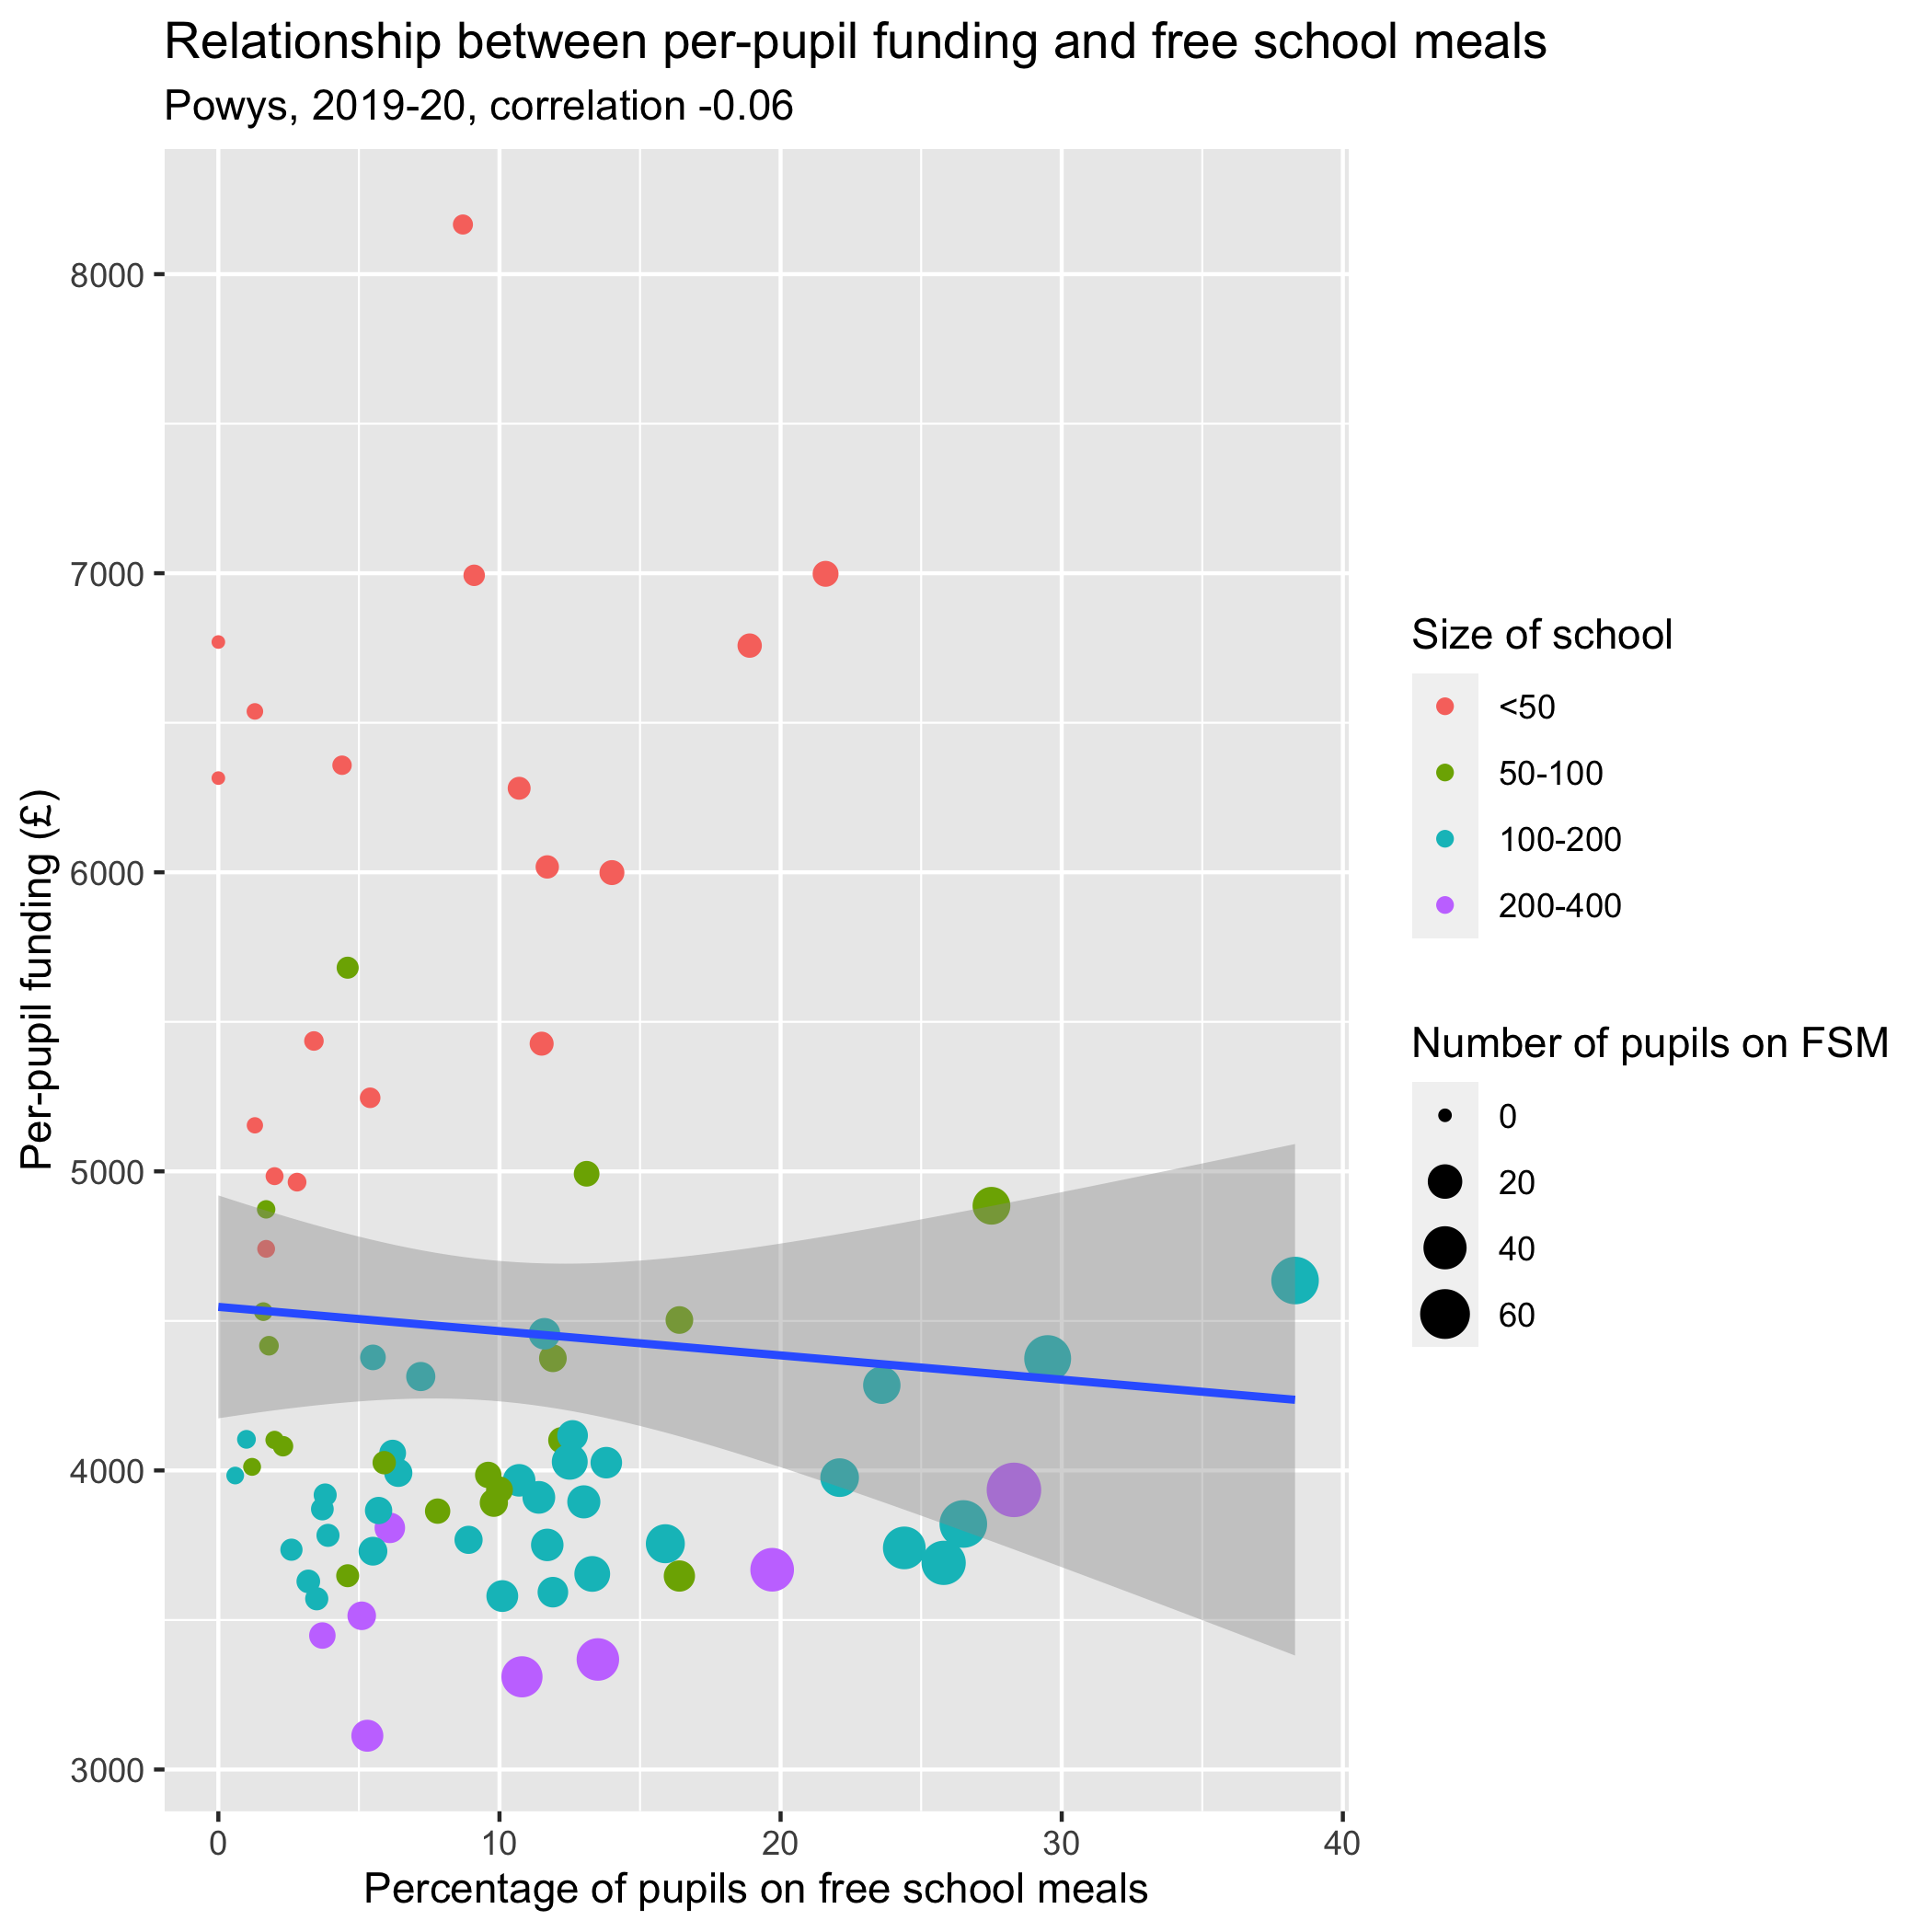 Relationship between per-pupil funding and free school meals
Powys, 2019-20, correlation -0.06
Per-pupil funding (£)
8000
7000
6000
5000
4000
3000
0 10 20 30 40
Percentage of pupils on free school meals
Size of school
<50
50-100
100-200
200-400
Number of pupils on FSM
0
20
40
60